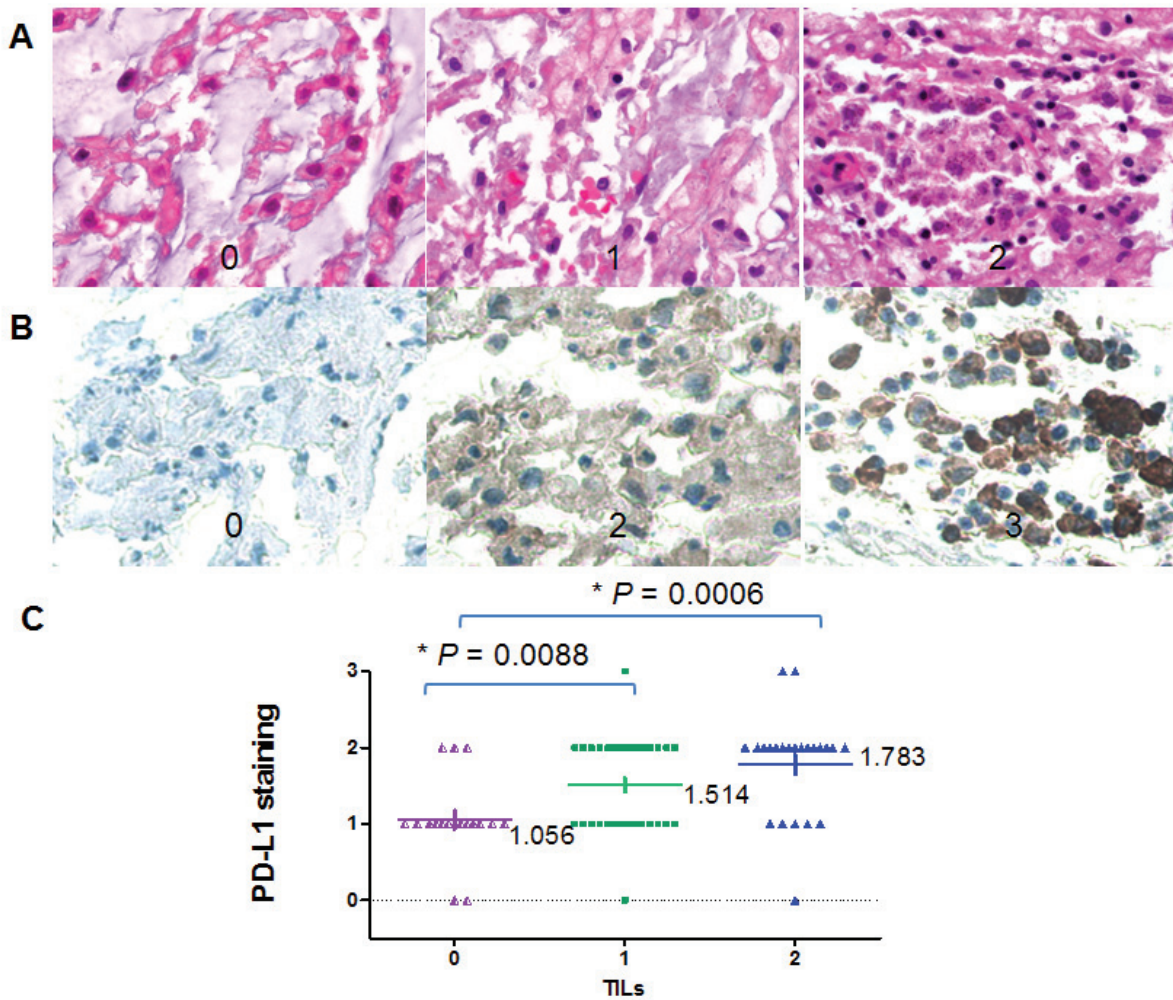 A
0 1 2
B
0 2 3
C
* P = 0.0006
* P = 0.0088
3
2
1
0
PD-L1 staining
1.056
1.514
1.783
0 1 2
TILs